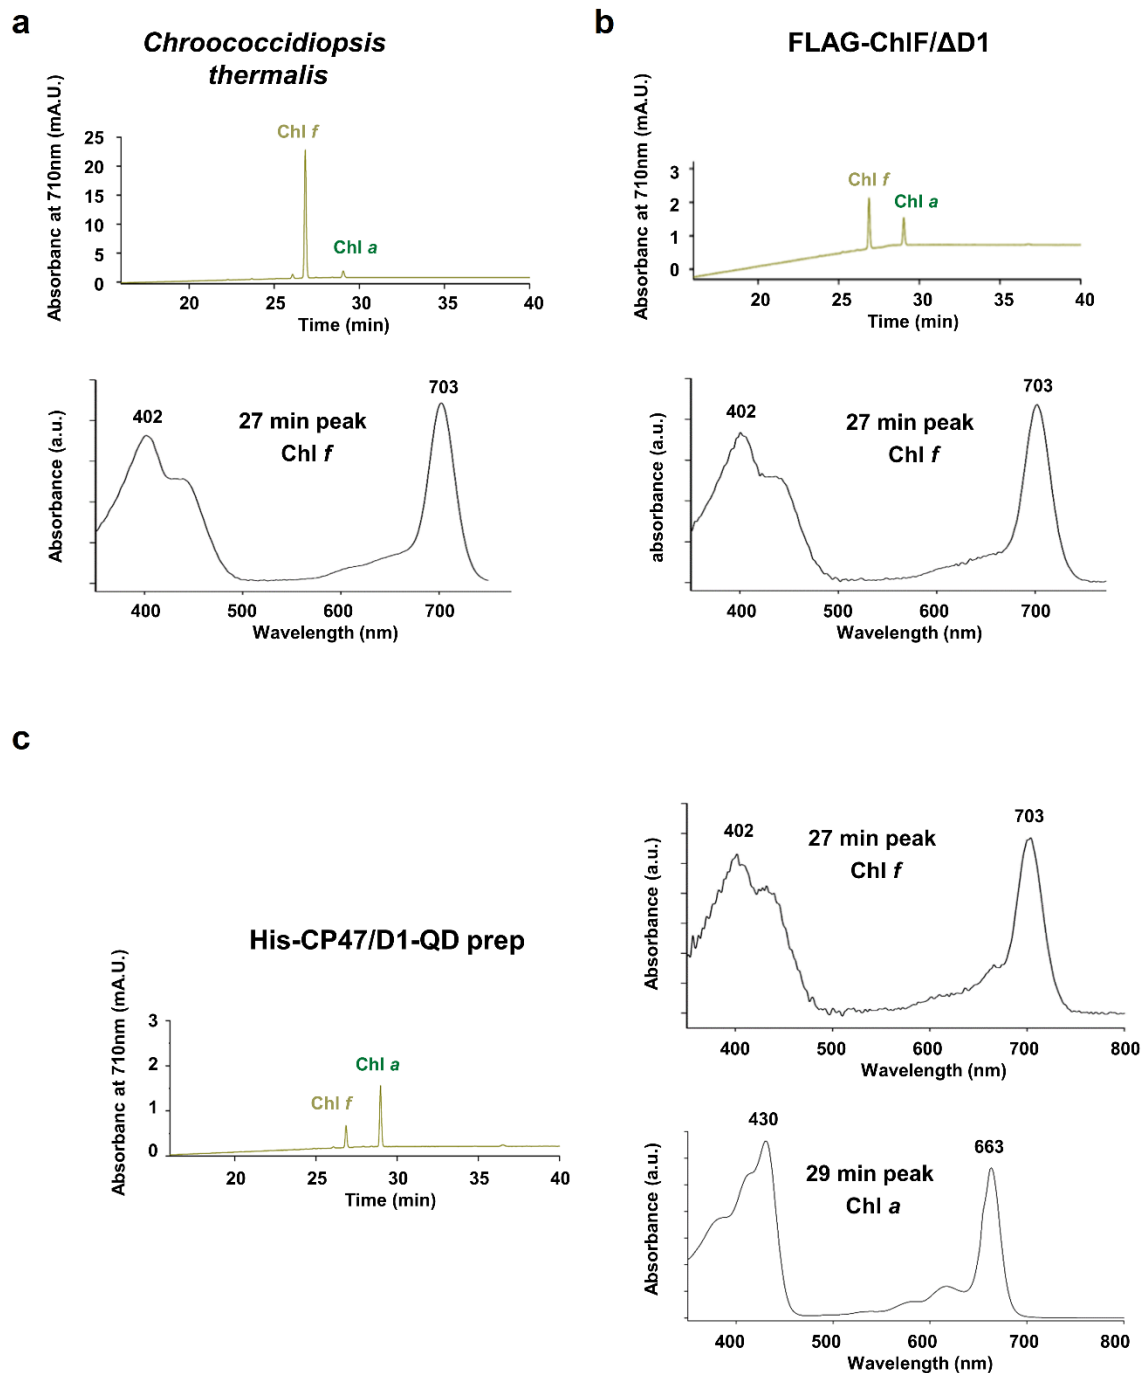 a
Chroococcidiopsis
thermalis
Absorbanc at 710nm (mA.U.)
25
20
15
10
5
0
Chl f
Chl a
20 25 30 35 40
Time (min)
Absorbance (a.u.)
402
27 min peak
Chl f
703
400 500 600 700
Wavelength (nm)
b
FLAG-ChlF/ΔD1
Absorbanc at 710nm (mA.U.)
3
2
1
0
Chl f
Chl a
20 25 30 35 40
Time (min)
absorbance (a.u.)
402
27 min peak
Chl f
703
400 500 600 700
Wavelength (nm)
c
His-CP47/D1-QD prep
Absorbanc at 710nm (mA.U.)
3
2
1
0
Chl f
Chl a
20 25 30 35 40
Time (min)
Absorbance (a.u.)
402
27 min peak
Chl f
703
400 500 600 700 800
Wavelength (nm)
Absorbance (a.u.)
430
29 min peak
Chl a
663
400 500 600 700 800
Wavelength (nm)